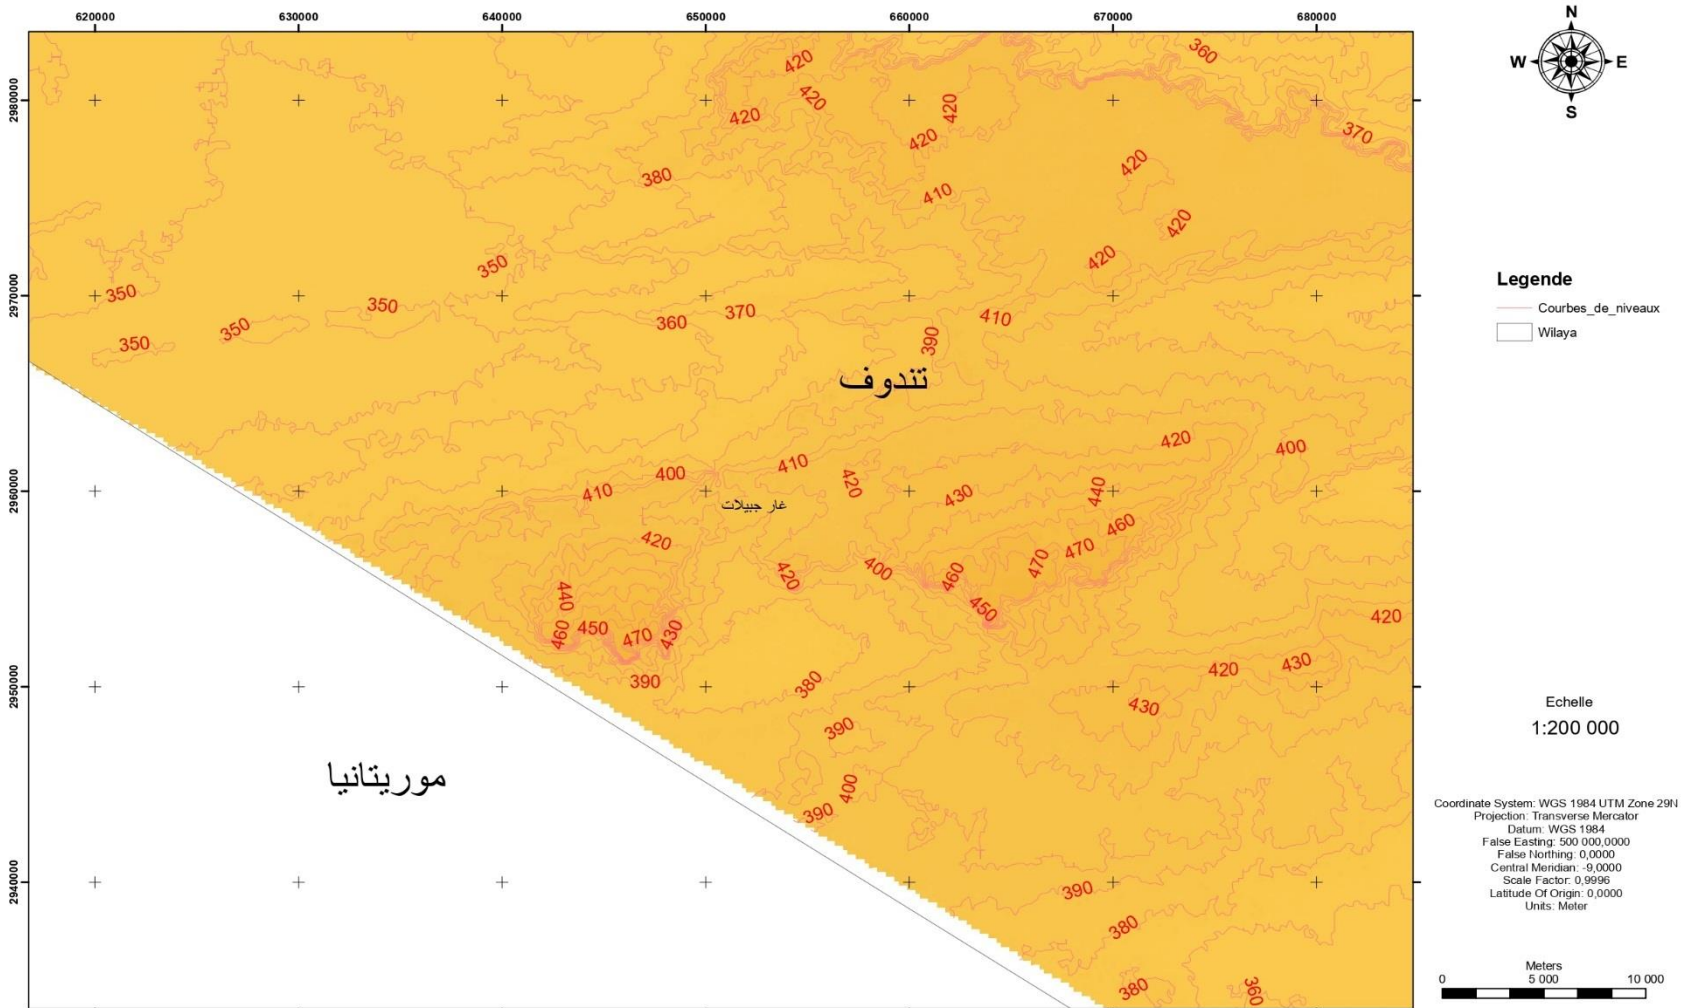 620000 630000 640000 650000 660000 670000 680000
2980000
2970000
2960000
2950000
2940000
420 360
420 420 420 370
420
380 410 420
420
350 420
350 350 370
350 360 410
350 390
تندوف
420 400
400 410 420 430 440
410
غار جبيلات
420 460
470
420 400 460 470
440 450 420
460 450 470 430
420 430
390 380 430
390
موريتانيا
400
390
390
380
380 360
N
W E
S
Legende
Courbes_de_niveaux
Wilaya
Echelle
1:200 000
Coordinate System: WGS 1984 UTM Zone 29N
Projection: Transverse Mercator
Datum: WGS 1984
False Easting: 500 000,0000
False Northing: 0,0000
Central Meridian: -9,0000
Scale Factor: 0,9996
Latitude Of Origin: 0,0000
Units: Meter
Meters
0 5 000 10 000